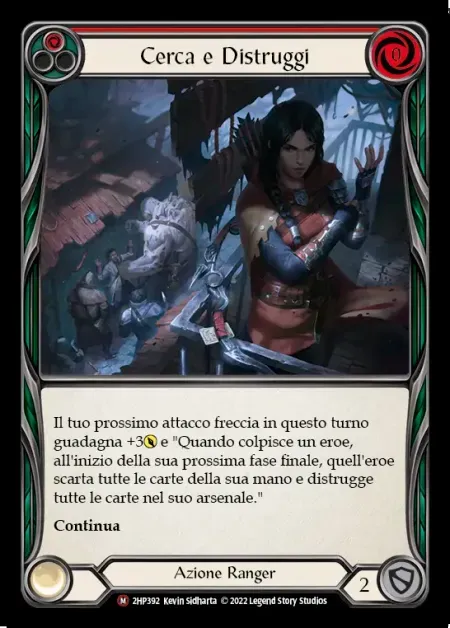 Cerca e Distruggi
0
Il tuo prossimo attacco freccia in questo turno
guadagna +3 e "Quando colpisce un eroe,
all'inizio della sua prossima fase finale, quell'eroe
scarta tutte le carte della sua mano e distrugge
tutte le carte nel suo arsenale."
Continua
Azione Ranger
2
M 2HP392 Kevin Sidharta © 2022 Legend Story Studios